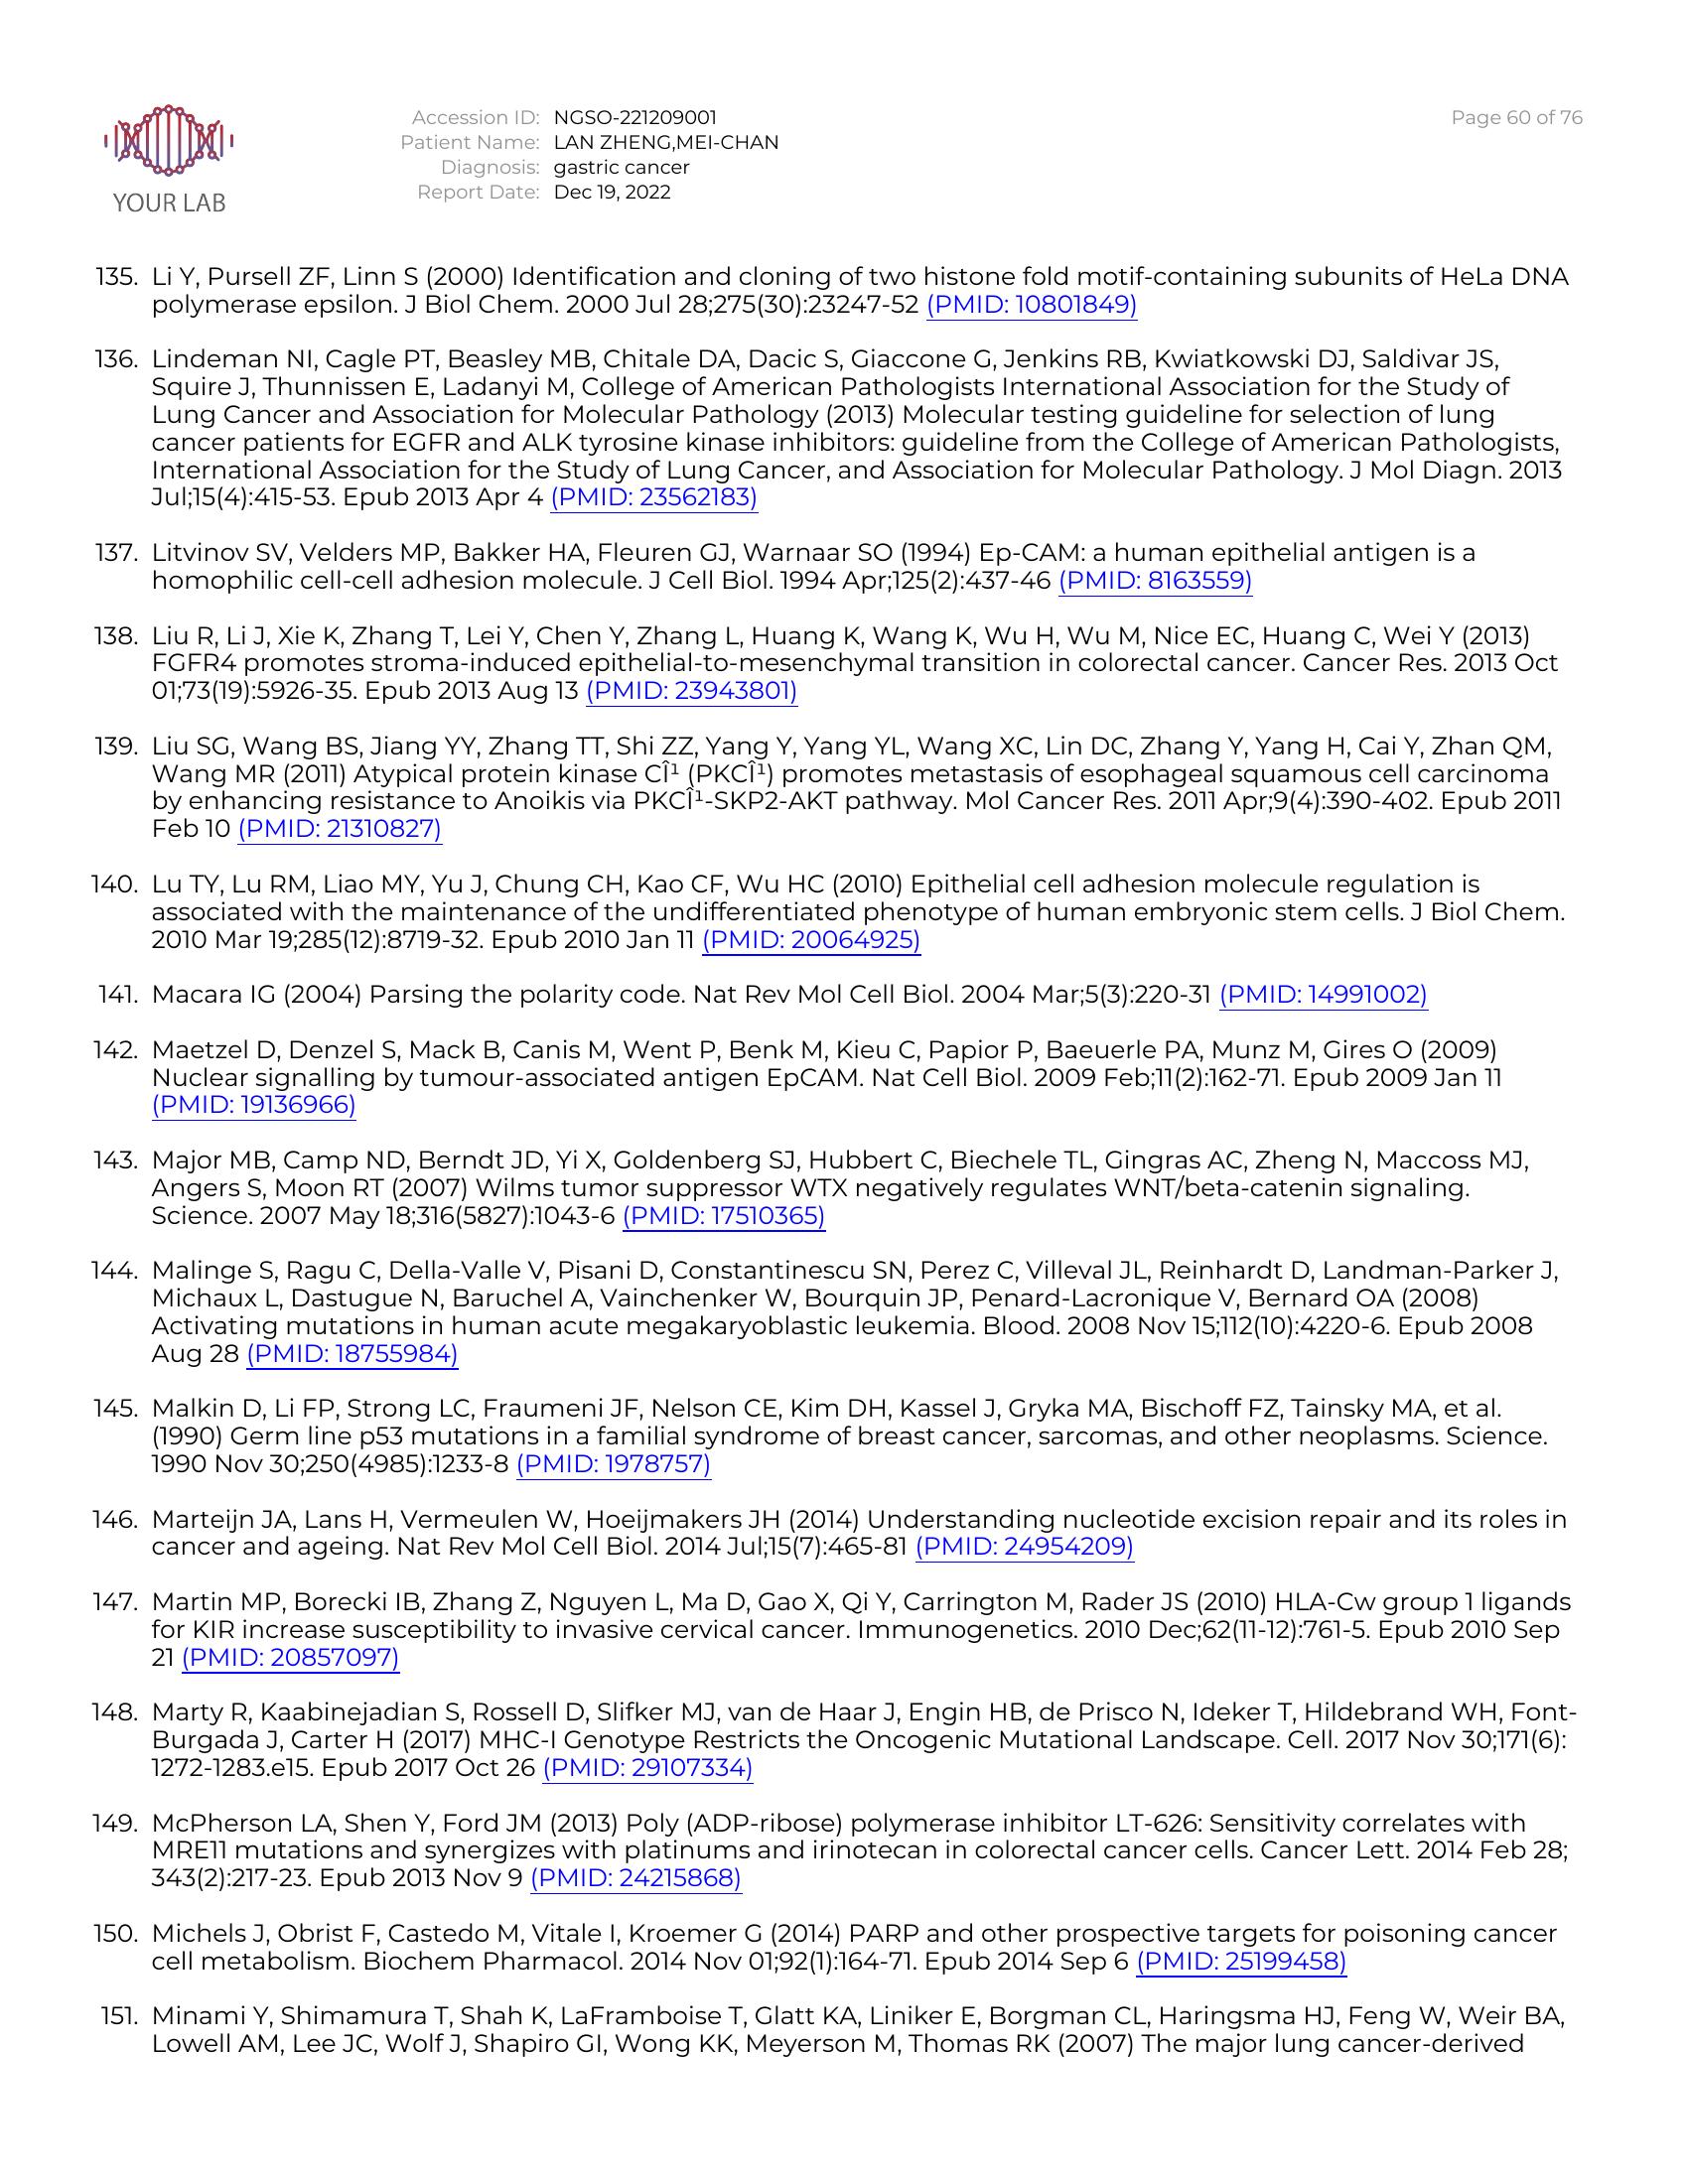 YOUR LAB
Accession ID: NGSO-221209001
Patient Name: LAN ZHENG,MEI-CHAN
Diagnosis: gastric cancer
Report Date: Dec 19, 2022
Page 60 of 76
135. Li Y, Pursell ZF, Linn S (2000) Identification and cloning of two histone fold motif-containing subunits of HeLa DNA
polymerase epsilon. J Biol Chem. 2000 Jul 28;275(30):23247-52 (PMID: 10801849)
136. Lindeman NI, Cagle PT, Beasley MB, Chitale DA, Dacic S, Giaccone G, Jenkins RB, Kwiatkowski DJ, Saldivar JS,
Squire J, Thunnissen E, Ladanyi M, College of American Pathologists International Association for the Study of
Lung Cancer and Association for Molecular Pathology (2013) Molecular testing guideline for selection of lung
cancer patients for EGFR and ALK tyrosine kinase inhibitors: guideline from the College of American Pathologists,
International Association for the Study of Lung Cancer, and Association for Molecular Pathology. J Mol Diagn. 2013
Jul;15(4):415-53. Epub 2013 Apr 4 (PMID: 23562183)
137. Litvinov SV, Velders MP, Bakker HA, Fleuren GJ, Warnaar SO (1994) Ep-CAM: a human epithelial antigen is a
homophilic cell-cell adhesion molecule. J Cell Biol. 1994 Apr;125(2):437-46 (PMID: 8163559)
138. Liu R, Li J, Xie K, Zhang T, Lei Y, Chen Y, Zhang L, Huang K, Wang K, Wu H, Wu M, Nice EC, Huang C, Wei Y (2013)
FGFR4 promotes stroma-induced epithelial-to-mesenchymal transition in colorectal cancer. Cancer Res. 2013 Oct
01;73(19):5926-35. Epub 2013 Aug 13 (PMID: 23943801)
139. Liu SG, Wang BS, Jiang YY, Zhang TT, Shi ZZ, Yang Y, Yang YL, Wang XC, Lin DC, Zhang Y, Yang H, Cai Y, Zhan QM,
Wang MR (2011) Atypical protein kinase CÎ¹ (PKCÎ¹) promotes metastasis of esophageal squamous cell carcinoma
by enhancing resistance to Anoikis via PKCÎ¹-SKP2-AKT pathway. Mol Cancer Res. 2011 Apr;9(4):390-402. Epub 2011
Feb 10 (PMID: 21310827)
140. Lu TY, Lu RM, Liao MY, Yu J, Chung CH, Kao CF, Wu HC (2010) Epithelial cell adhesion molecule regulation is
associated with the maintenance of the undifferentiated phenotype of human embryonic stem cells. J Biol Chem.
2010 Mar 19;285(12):8719-32. Epub 2010 Jan 11 (PMID: 20064925)
141. Macara IG (2004) Parsing the polarity code. Nat Rev Mol Cell Biol. 2004 Mar;5(3):220-31 (PMID: 14991002)
142. Maetzel D, Denzel S, Mack B, Canis M, Went P, Benk M, Kieu C, Papior P, Baeuerle PA, Munz M, Gires O (2009)
Nuclear signalling by tumour-associated antigen EpCAM. Nat Cell Biol. 2009 Feb;11(2):162-71. Epub 2009 Jan 11
(PMID: 19136966)
143. Major MB, Camp ND, Berndt JD, Yi X, Goldenberg SJ, Hubbert C, Biechele TL, Gingras AC, Zheng N, Maccoss MJ,
Angers S, Moon RT (2007) Wilms tumor suppressor WTX negatively regulates WNT/beta-catenin signaling.
Science. 2007 May 18;316(5827):1043-6 (PMID: 17510365)
144. Malinge S, Ragu C, Della-Valle V, Pisani D, Constantinescu SN, Perez C, Villeval JL, Reinhardt D, Landman-Parker J,
Michaux L, Dastugue N, Baruchel A, Vainchenker W, Bourquin JP, Penard-Lacronique V, Bernard OA (2008)
Activating mutations in human acute megakaryoblastic leukemia. Blood. 2008 Nov 15;112(10):4220-6. Epub 2008
Aug 28 (PMID: 18755984)
145. Malkin D, Li FP, Strong LC, Fraumeni JF, Nelson CE, Kim DH, Kassel J, Gryka MA, Bischoff FZ, Tainsky MA, et al.
(1990) Germ line p53 mutations in a familial syndrome of breast cancer, sarcomas, and other neoplasms. Science.
1990 Nov 30;250(4985):1233-8 (PMID: 1978757)
146. Marteijn JA, Lans H, Vermeulen W, Hoeijmakers JH (2014) Understanding nucleotide excision repair and its roles in
cancer and ageing. Nat Rev Mol Cell Biol. 2014 Jul;15(7):465-81 (PMID: 24954209)
147. Martin MP, Borecki IB, Zhang Z, Nguyen L, Ma D, Gao X, Qi Y, Carrington M, Rader JS (2010) HLA-Cw group 1 ligands
for KIR increase susceptibility to invasive cervical cancer. Immunogenetics. 2010 Dec;62(11-12):761-5. Epub 2010 Sep
21 (PMID: 20857097)
148. Marty R, Kaabinejadian S, Rossell D, Slifker MJ, van de Haar J, Engin HB, de Prisco N, Ideker T, Hildebrand WH, Font-
Burgada J, Carter H (2017) MHC-I Genotype Restricts the Oncogenic Mutational Landscape. Cell. 2017 Nov 30;171(6):
1272-1283.e15. Epub 2017 Oct 26 (PMID: 29107334)
149. McPherson LA, Shen Y, Ford JM (2013) Poly (ADP-ribose) polymerase inhibitor LT-626: Sensitivity correlates with
MRE11 mutations and synergizes with platinums and irinotecan in colorectal cancer cells. Cancer Lett. 2014 Feb 28;
343(2):217-23. Epub 2013 Nov 9 (PMID: 24215868)
150. Michels J, Obrist F, Castedo M, Vitale I, Kroemer G (2014) PARP and other prospective targets for poisoning cancer
cell metabolism. Biochem Pharmacol. 2014 Nov 01;92(1):164-71. Epub 2014 Sep 6 (PMID: 25199458)
151. Minami Y, Shimamura T, Shah K, LaFramboise T, Glatt KA, Liniker E, Borgman CL, Haringsma HJ, Feng W, Weir BA,
Lowell AM, Lee JC, Wolf J, Shapiro GI, Wong KK, Meyerson M, Thomas RK (2007) The major lung cancer-derived